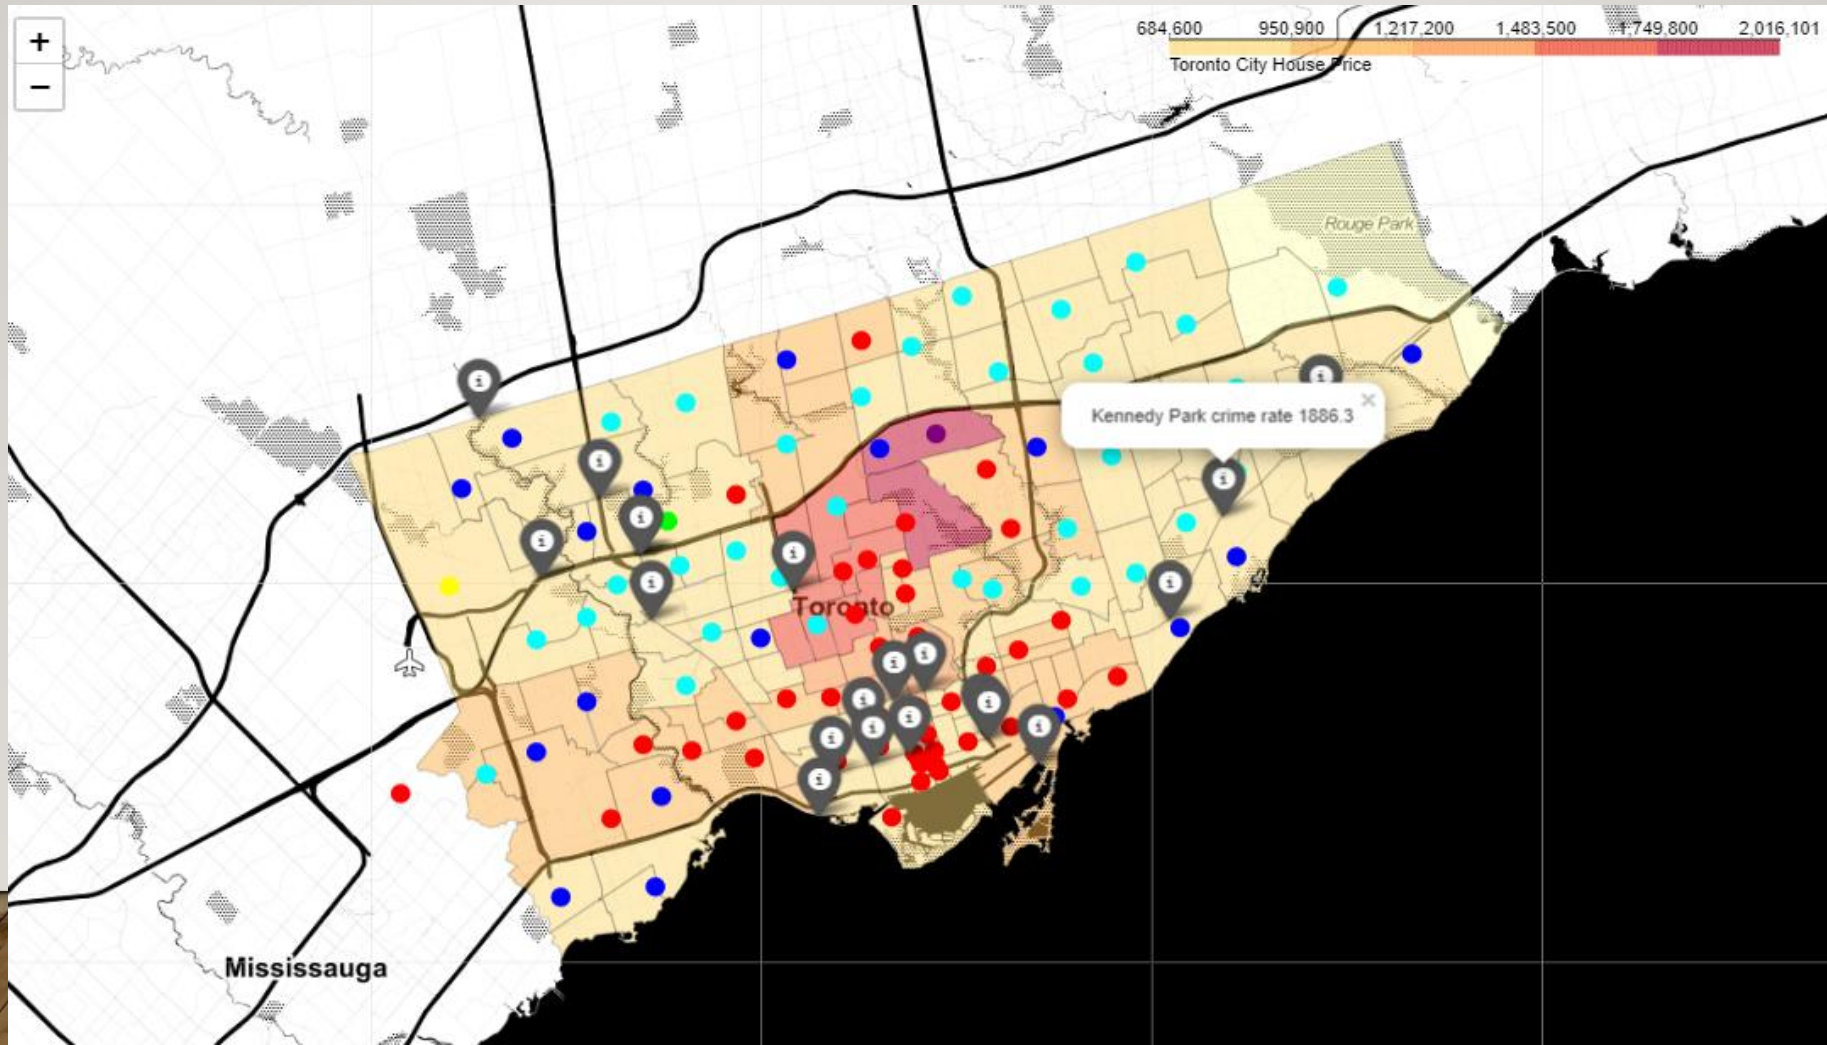 +
−
684,600 950,900 1,217,200 1,483,500 1,749,800 2,016,101
Toronto City House Price
Rouge Park
i
i
Kennedy Park crime rate 1886.3 ×
i
i
i
i
i
i
i
Toronto
i
i
i
i
i
i
i
i
i
i
Mississauga